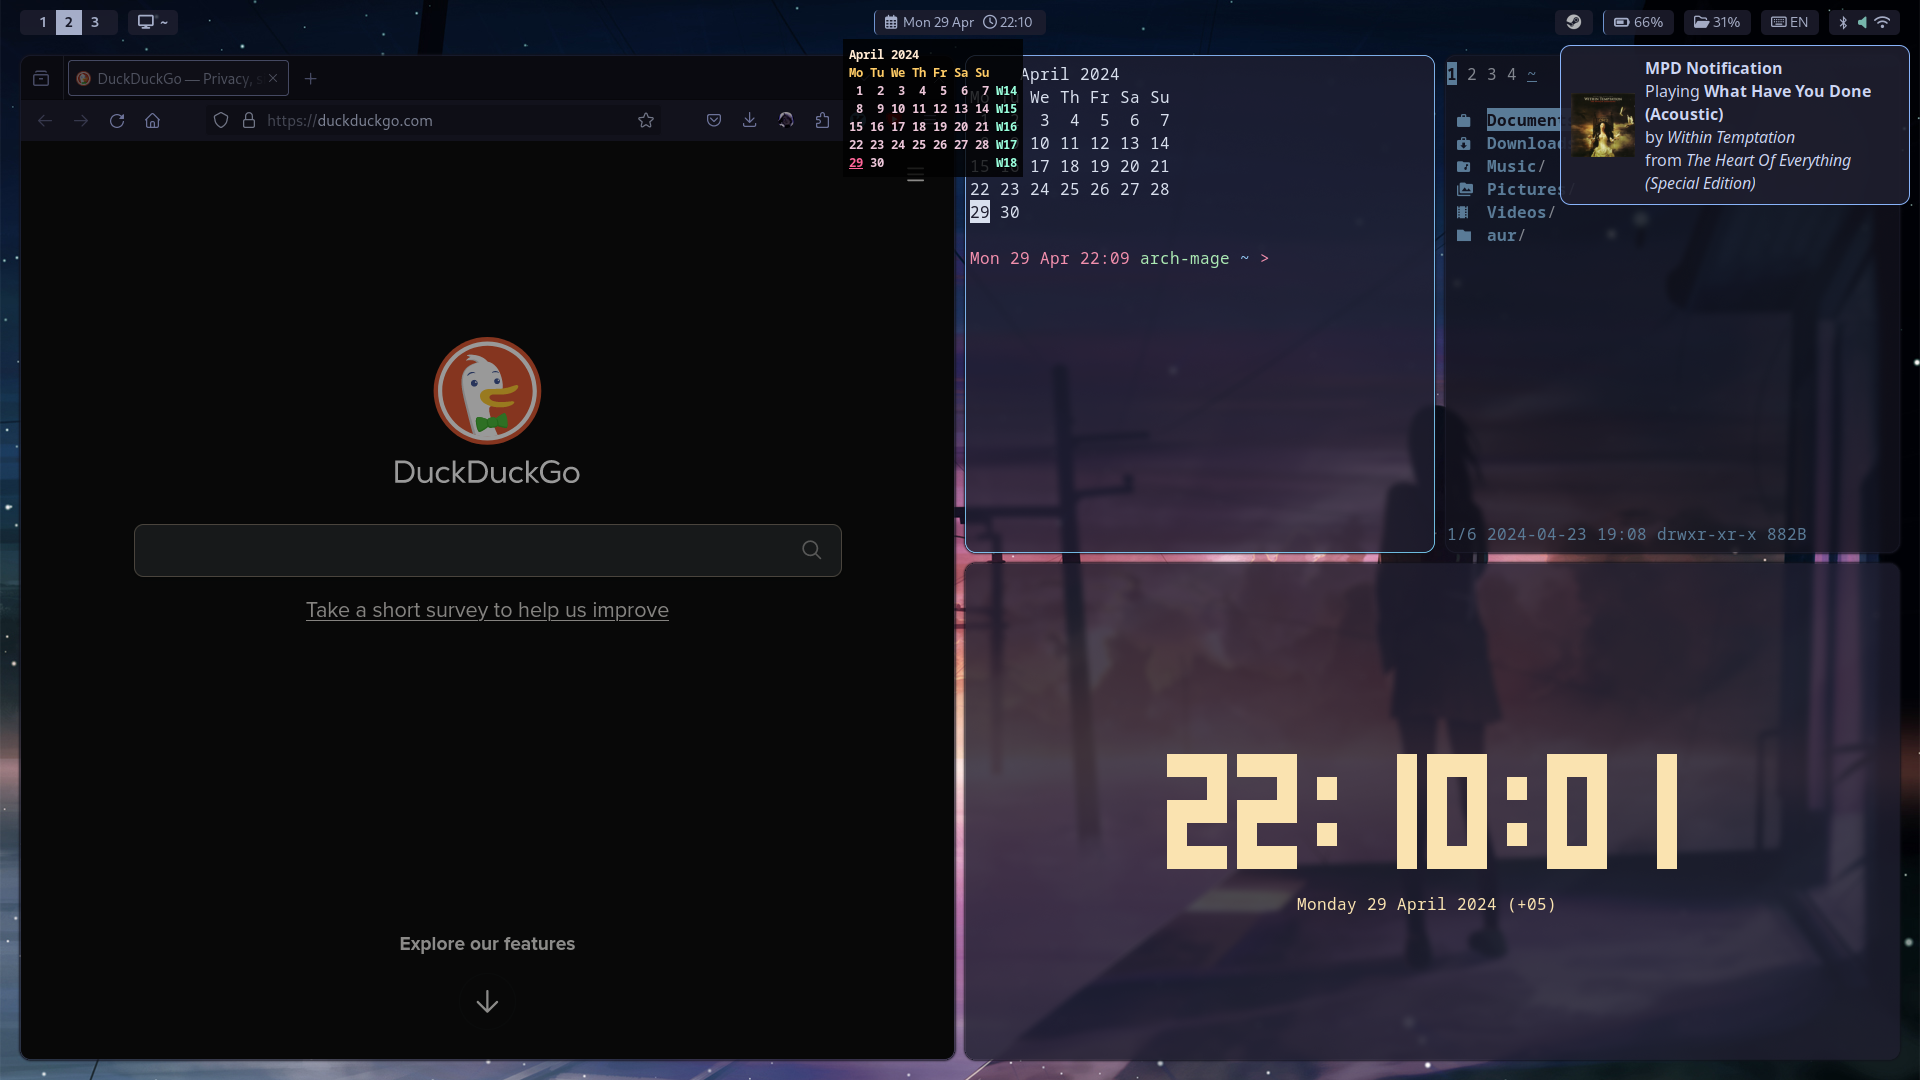 1 2 3
~
Mon 29 Apr 22:10
66%
31%
EN
DuckDuckGo — Privacy, s
https://duckduckgo.com
DuckDuckGo
Take a short survey to help us improve
Explore our features
April 2024
Mo Tu We Th Fr Sa Su
1 2 3 4 5 6 7 W14
8 9 10 11 12 13 14 W15
15 16 17 18 19 20 21 W16
22 23 24 25 26 27 28 W17
29 30 W18
April 2024
Mo Tu We Th Fr Sa Su
3 4 5 6 7
10 11 12 13 14
15 16 17 18 19 20 21
22 23 24 25 26 27 28
29 30
Mon 29 Apr 22:09 arch-mage ~ >
1 2 3 4 ~
Documen
Downloa
Music/
Pictures/
Videos/
aur/
1/6 2024-04-23 19:08 drwxr-xr-x 882B
MPD Notification
Playing What Have You Done
(Acoustic)
by Within Temptation
from The Heart Of Everything
(Special Edition)
22:10:01
Monday 29 April 2024 (+05)